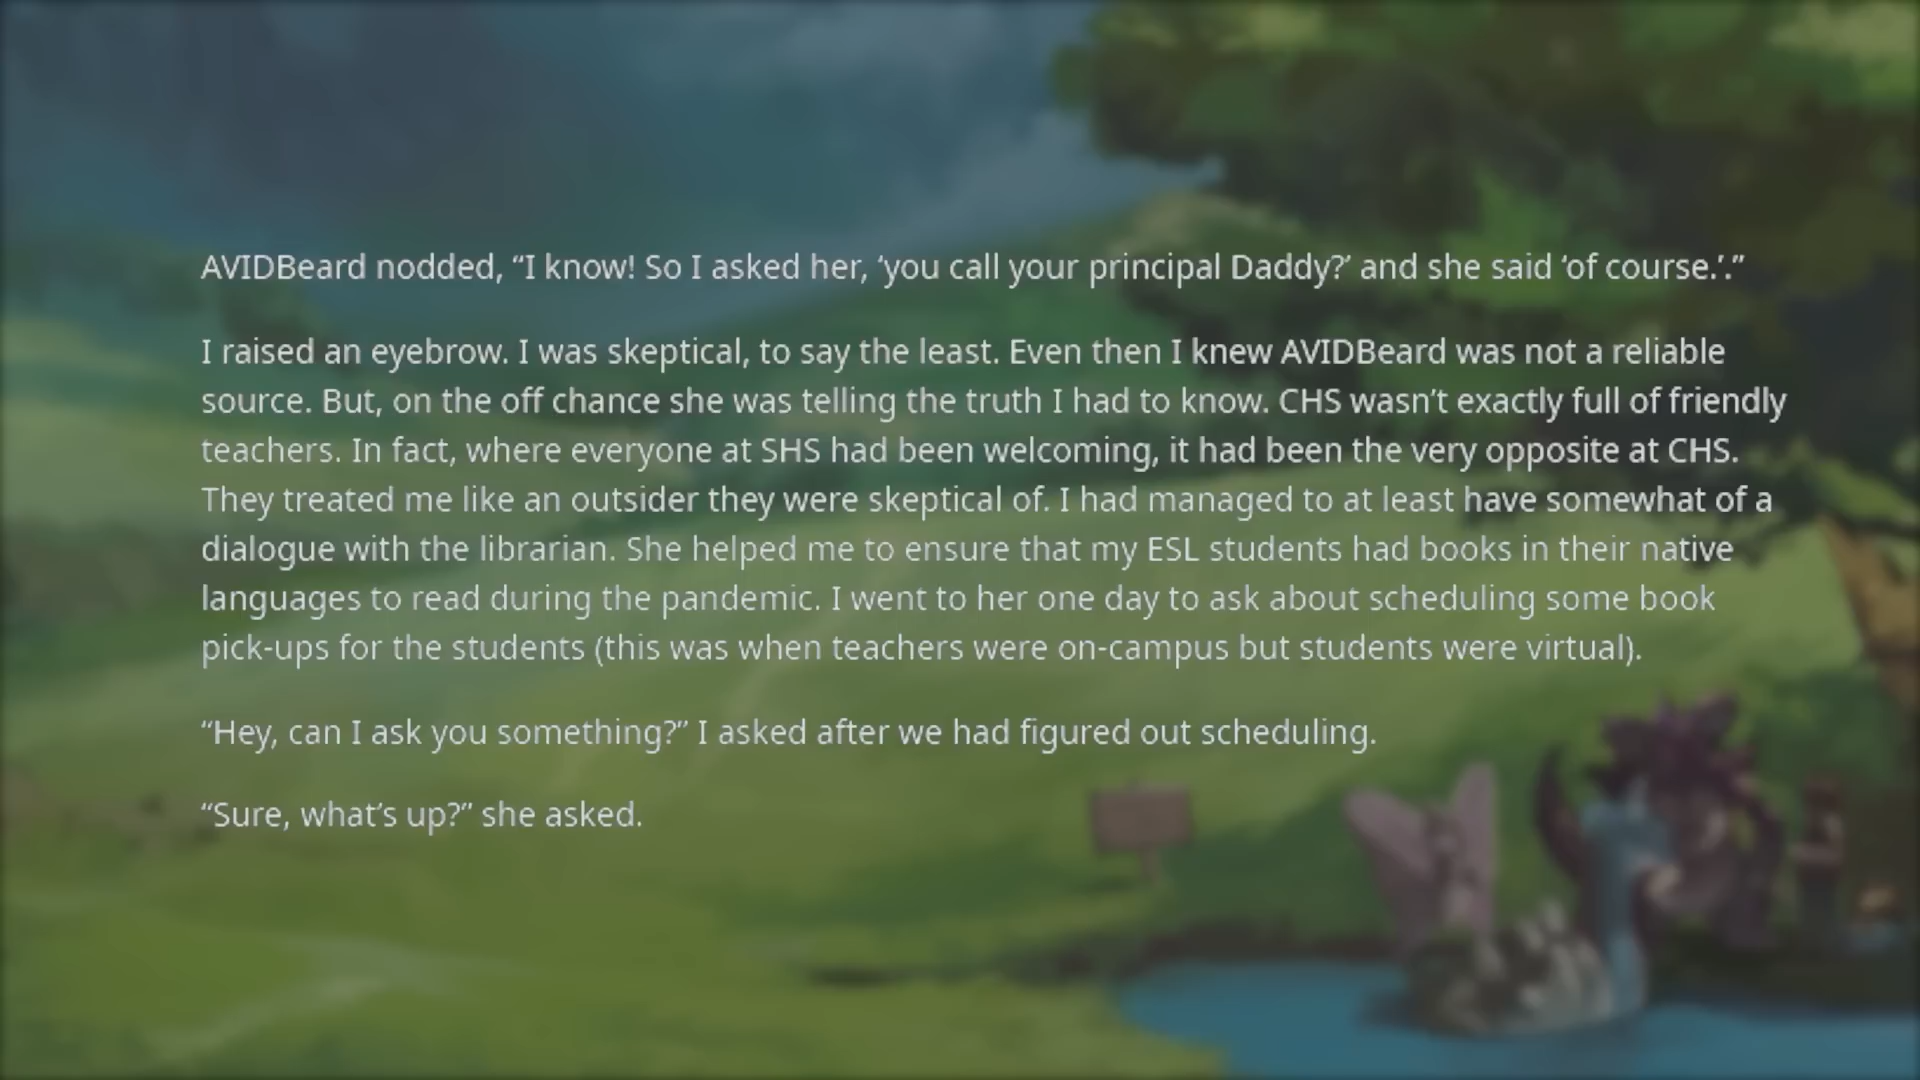 AVIDBeard nodded, “I know! So I asked her, ‘you call your principal Daddy?’ and she said ‘of course.’.”
I raised an eyebrow. I was skeptical, to say the least. Even then I knew AVIDBeard was not a reliable
source. But, on the off chance she was telling the truth I had to know. CHS wasn’t exactly full of friendly
teachers. In fact, where everyone at SHS had been welcoming, it had been the very opposite at CHS.
They treated me like an outsider they were skeptical of. I had managed to at least have somewhat of a
dialogue with the librarian. She helped me to ensure that my ESL students had books in their native
languages to read during the pandemic. I went to her one day to ask about scheduling some book
pick-ups for the students (this was when teachers were on-campus but students were virtual).
“Hey, can I ask you something?” I asked after we had figured out scheduling.
“Sure, what’s up?” she asked.